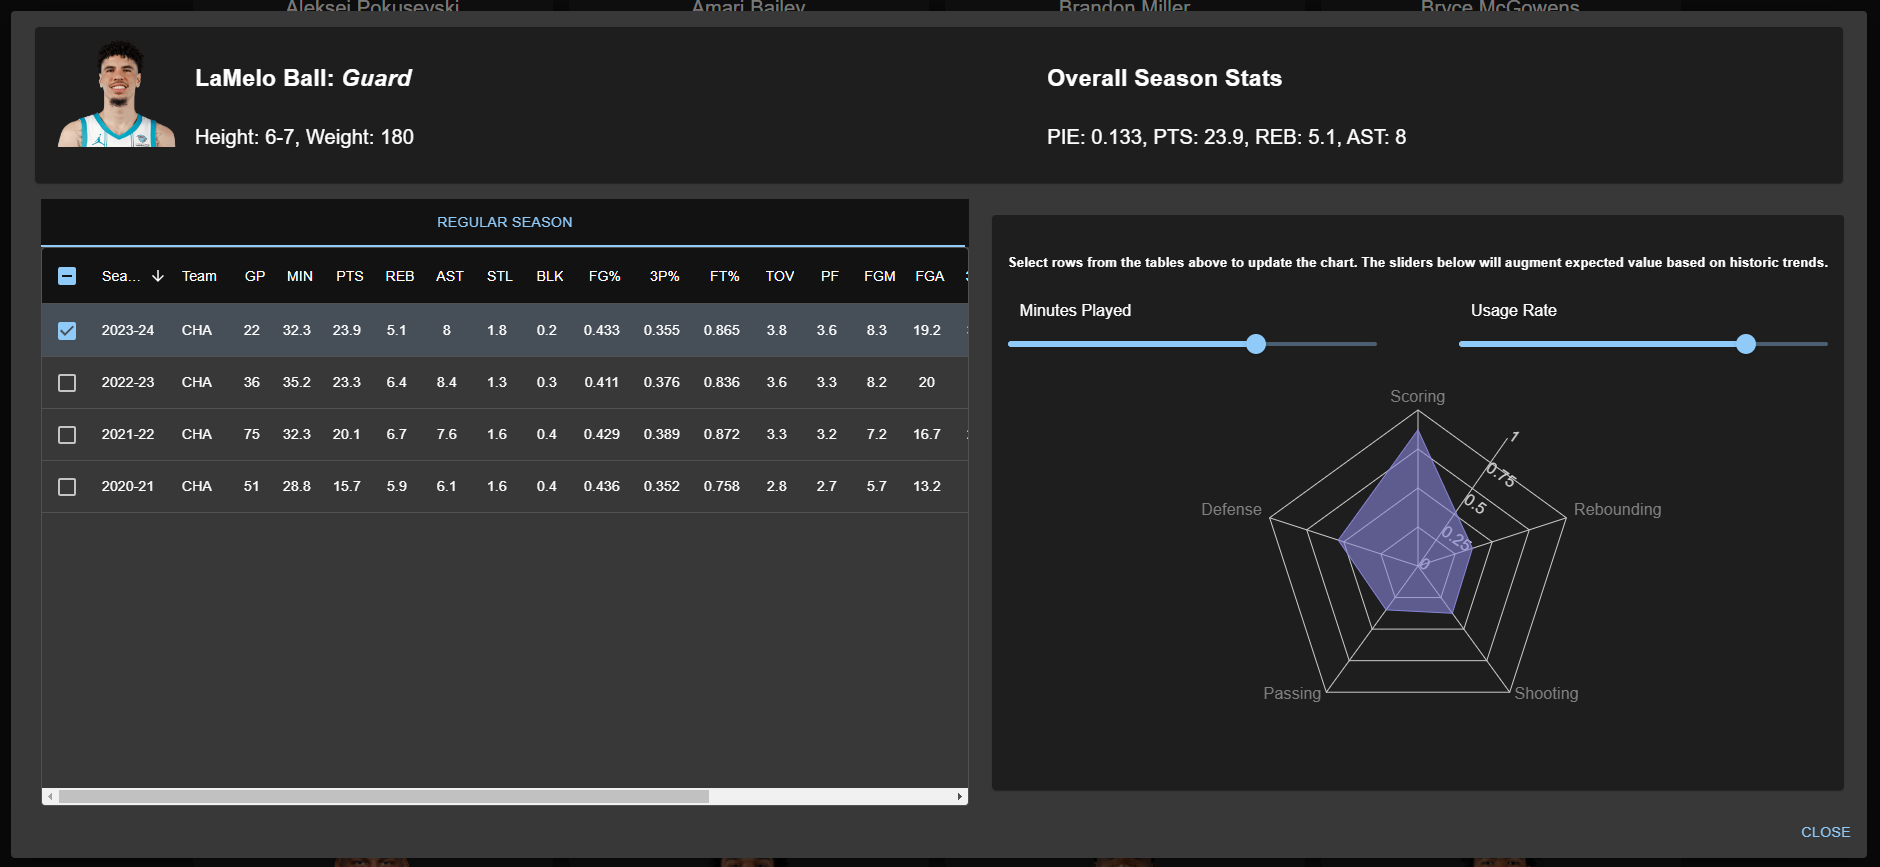 Aleksej Pokusevski Amari Bailey Brandon Miller Bryce McGowens
LaMelo Ball: Guard
Height: 6-7, Weight: 180
Overall Season Stats
PIE: 0.133, PTS: 23.9, REB: 5.1, AST: 8
REGULAR SEASON
Sea... Team GP MIN PTS REB AST STL BLK FG% 3P% FT% TOV PF FGM FGA
2023-24 CHA 22 32.3 23.9 5.1 8 1.8 0.2 0.433 0.355 0.865 3.8 3.6 8.3 19.2
2022-23 CHA 36 35.2 23.3 6.4 8.4 1.3 0.3 0.411 0.376 0.836 3.6 3.3 8.2 20
2021-22 CHA 75 32.3 20.1 6.7 7.6 1.6 0.4 0.429 0.389 0.872 3.3 3.2 7.2 16.7
2020-21 CHA 51 28.8 15.7 5.9 6.1 1.6 0.4 0.436 0.352 0.758 2.8 2.7 5.7 13.2
Select rows from the tables above to update the chart. The sliders below will augment expected value based on historic trends.
Minutes Played
Usage Rate
Scoring
1
0.75
0.5
0.25
0
Defense
Rebounding
Passing
Shooting
CLOSE